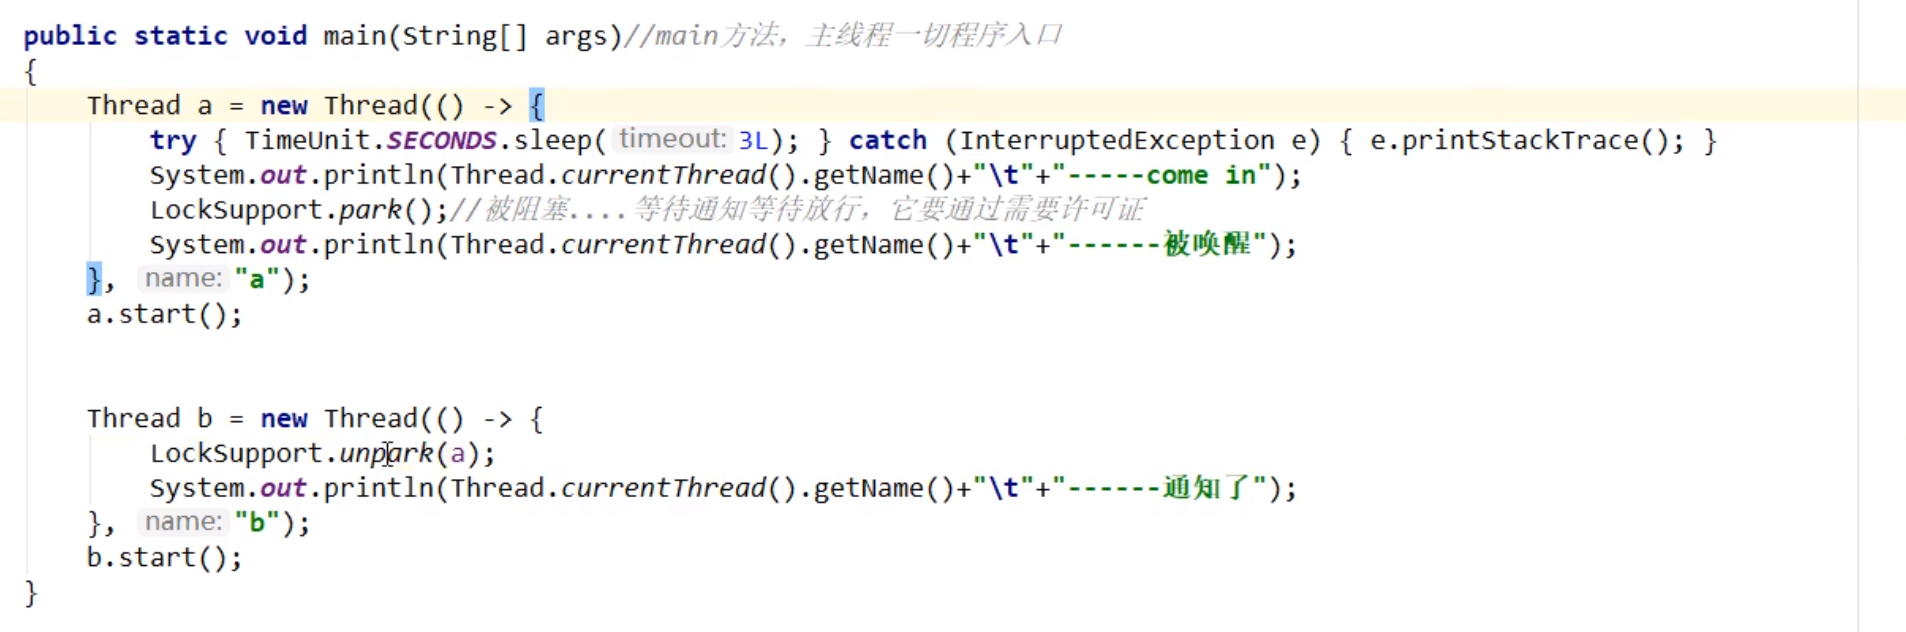 public static void main(String[] args)//main方法，主线程一切程序入口
{
Thread a = new Thread(() -> {
try { TimeUnit.SECONDS.sleep( timeout: 3L); } catch (InterruptedException e) { e.printStackTrace(); }
System.out.println(Thread.currentThread().getName()+"\t"+"-----come in");
LockSupport.park();//被阻塞....等待通知等待放行，它要通过需要许可证
System.out.println(Thread.currentThread().getName()+"\t"+"------被唤醒");
}, name: "a");
a.start();
Thread b = new Thread(() -> {
LockSupport.unpark(a);
System.out.println(Thread.currentThread().getName()+"\t"+"------通知了");
}, name: "b");
b.start();
}